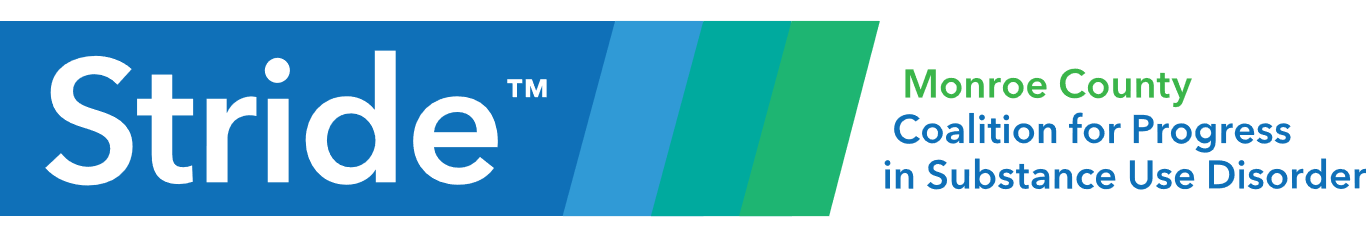 Stride™
Monroe County
Coalition for Progress
in Substance Use Disorder